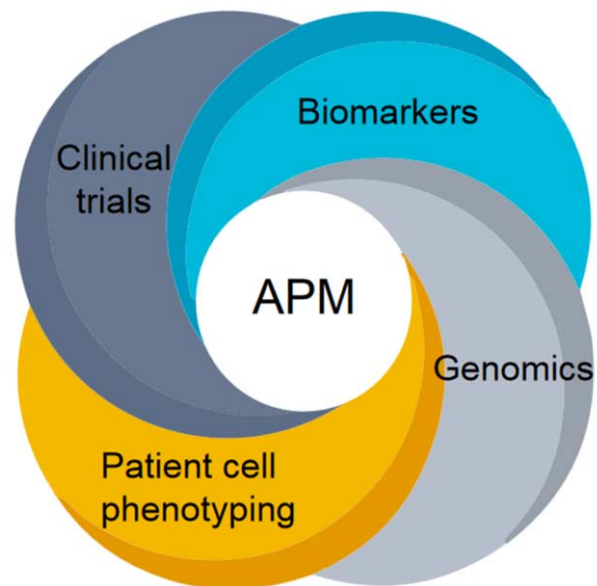 Biomarkers
Clinical
trials
APM
Genomics
Patient cell
phenotyping